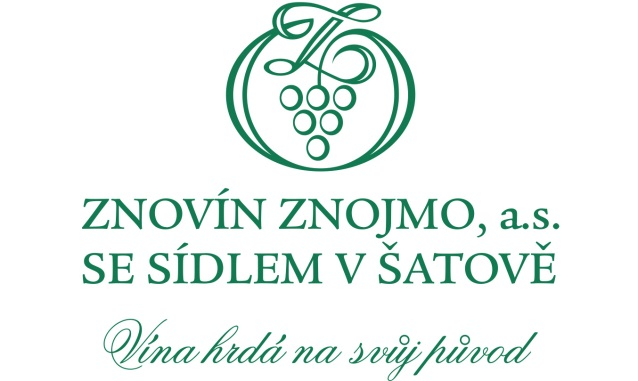 ZNOVÍN ZNOJMO, a.s.
SE SÍDLEM V ŠATOVĚ
Vína hrdá na svůj původ